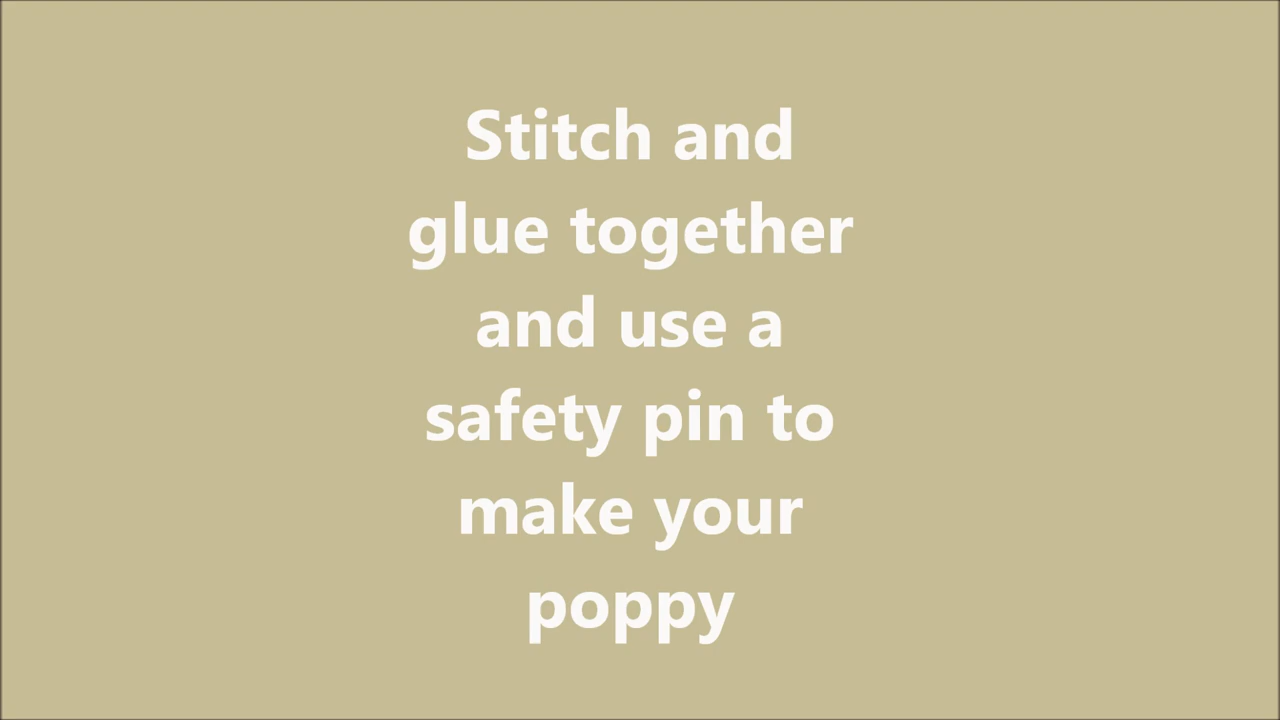 Stitch and
glue together
and use a
safety pin to
make your
poppy